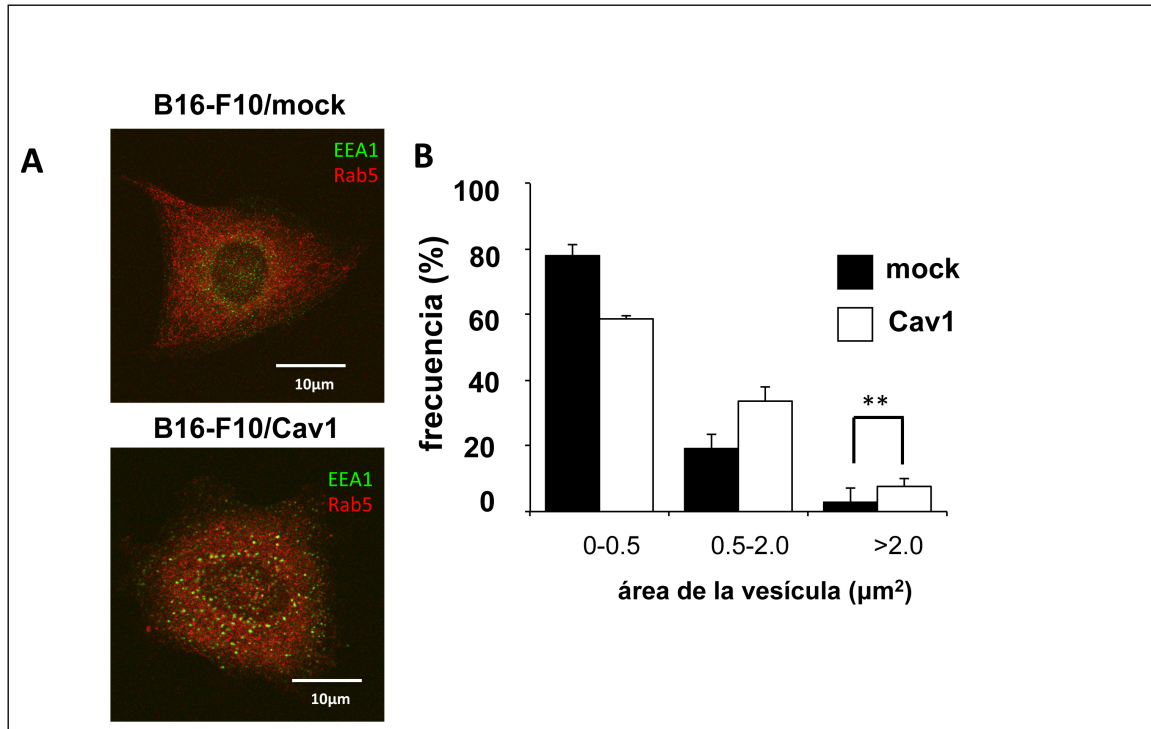 A
B16-F10/mock
EEA1
Rab5
10µm
B16-F10/Cav1
EEA1
Rab5
10µm
B
frecuencia (%)
100
80
60
40
20
0
mock
Cav1
**
0-0.5
0.5-2.0
>2.0
área de la vesícula (µm²)